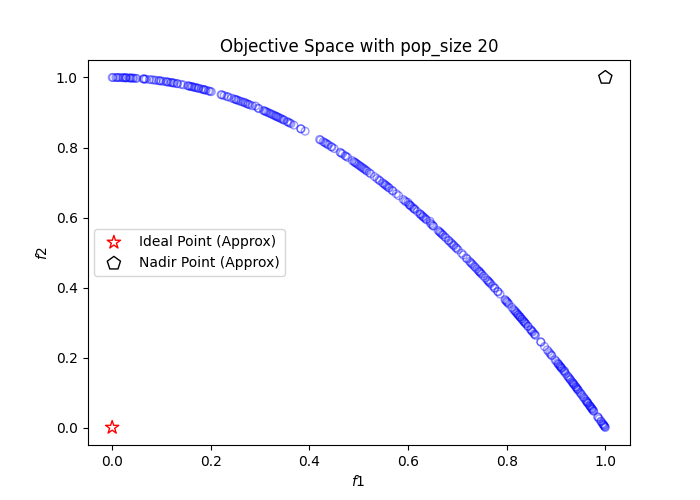 Objective Space with pop_size 20
1.0
0.8
0.6
0.4
0.2
0.0
f2
Ideal Point (Approx)
Nadir Point (Approx)
0.0 0.2 0.4 0.6 0.8 1.0
f1